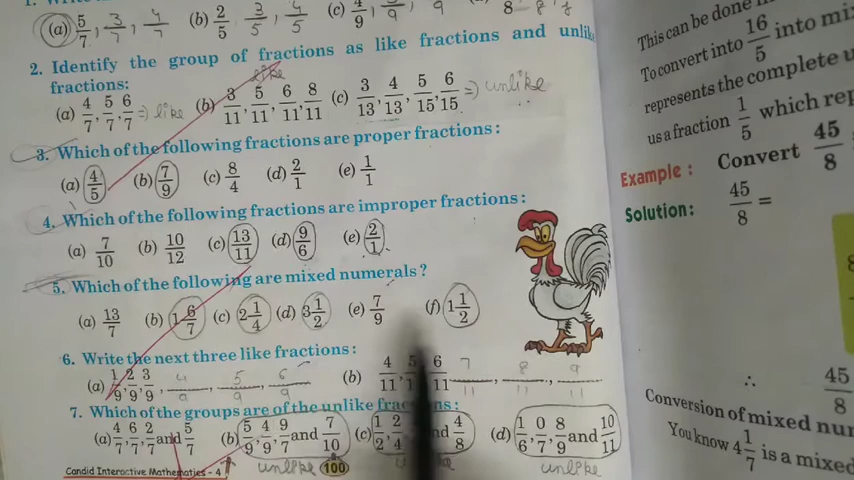 (a) 5/7, 3/7, 4/7 (b) 2/5, 3/5, 4/5 (c) 4/9, 9 8
2. Identify the group of fractions as like fractions and unlike
fractions:
like
(a) 4/7, 5/7, 6/7 => like (b) 3/11, 5/11, 6/11, 8/11 (c) 3/13, 4/13, 5/15, 6/15 => unlike
3. Which of the following fractions are proper fractions:
(a) 4/5 (b) 7/9 (c) 8/4 (d) 2/1 (e) 1/1
4. Which of the following fractions are improper fractions:
(a) 7/10 (b) 10/12 (c) 13/11 (d) 9/6 (e) 2/1
5. Which of the following are mixed numerals?
(a) 13/7 (b) 1 6/7 (c) 2 1/4 (d) 3 1/2 (e) 7/9 (f) 1 1/2
6. Write the next three like fractions:
(a) 1/9, 2/9, 3/9, 4/9, 5/9, 6/9 (b) 4/11, 5/11, 6/11 7/11, 8/11, 9/11
7. Which of the groups are of the unlike fractions:
(a) 4/7, 6/7, 2/7 and 5/7 (b) 5/9, 4/9, 9/7 and 7/10 (c) 1/2, 2/4, and 4/8 (d) 1/6, 0/7, 8/9 and 10/11
unlike unlike
Candid Interactive Mathematics - 4 100
This can be done
To convert into 16/5 into
represents the complete
us a fraction 1/5 which
Example : Convert 45/8
Solution: 45/8 =
∴ 45/8
Conversion of mixed
You know 4 1/7 is a mixed